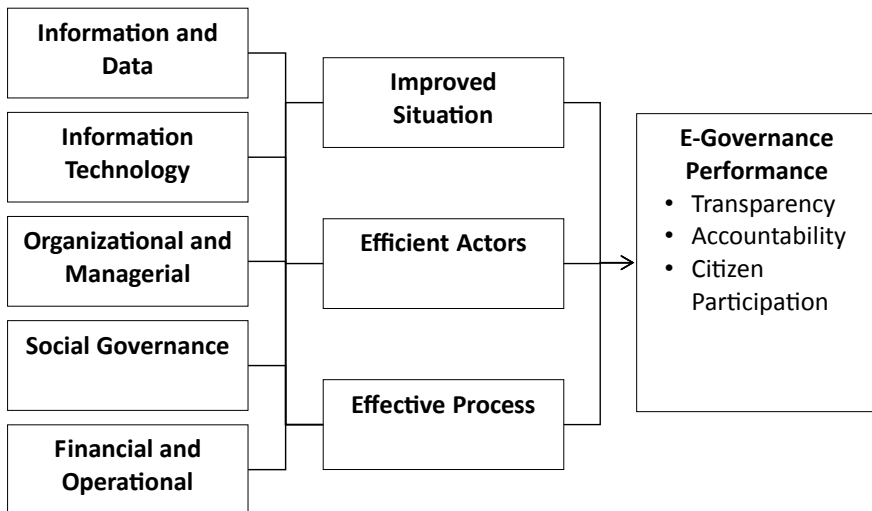 Information and
Data
Information
Technology
Organizational and
Managerial
Social Governance
Financial and
Operational
Improved
Situation
Efficient Actors
Effective Process
E-Governance
Performance
• Transparency
• Accountability
• Citizen
Participation